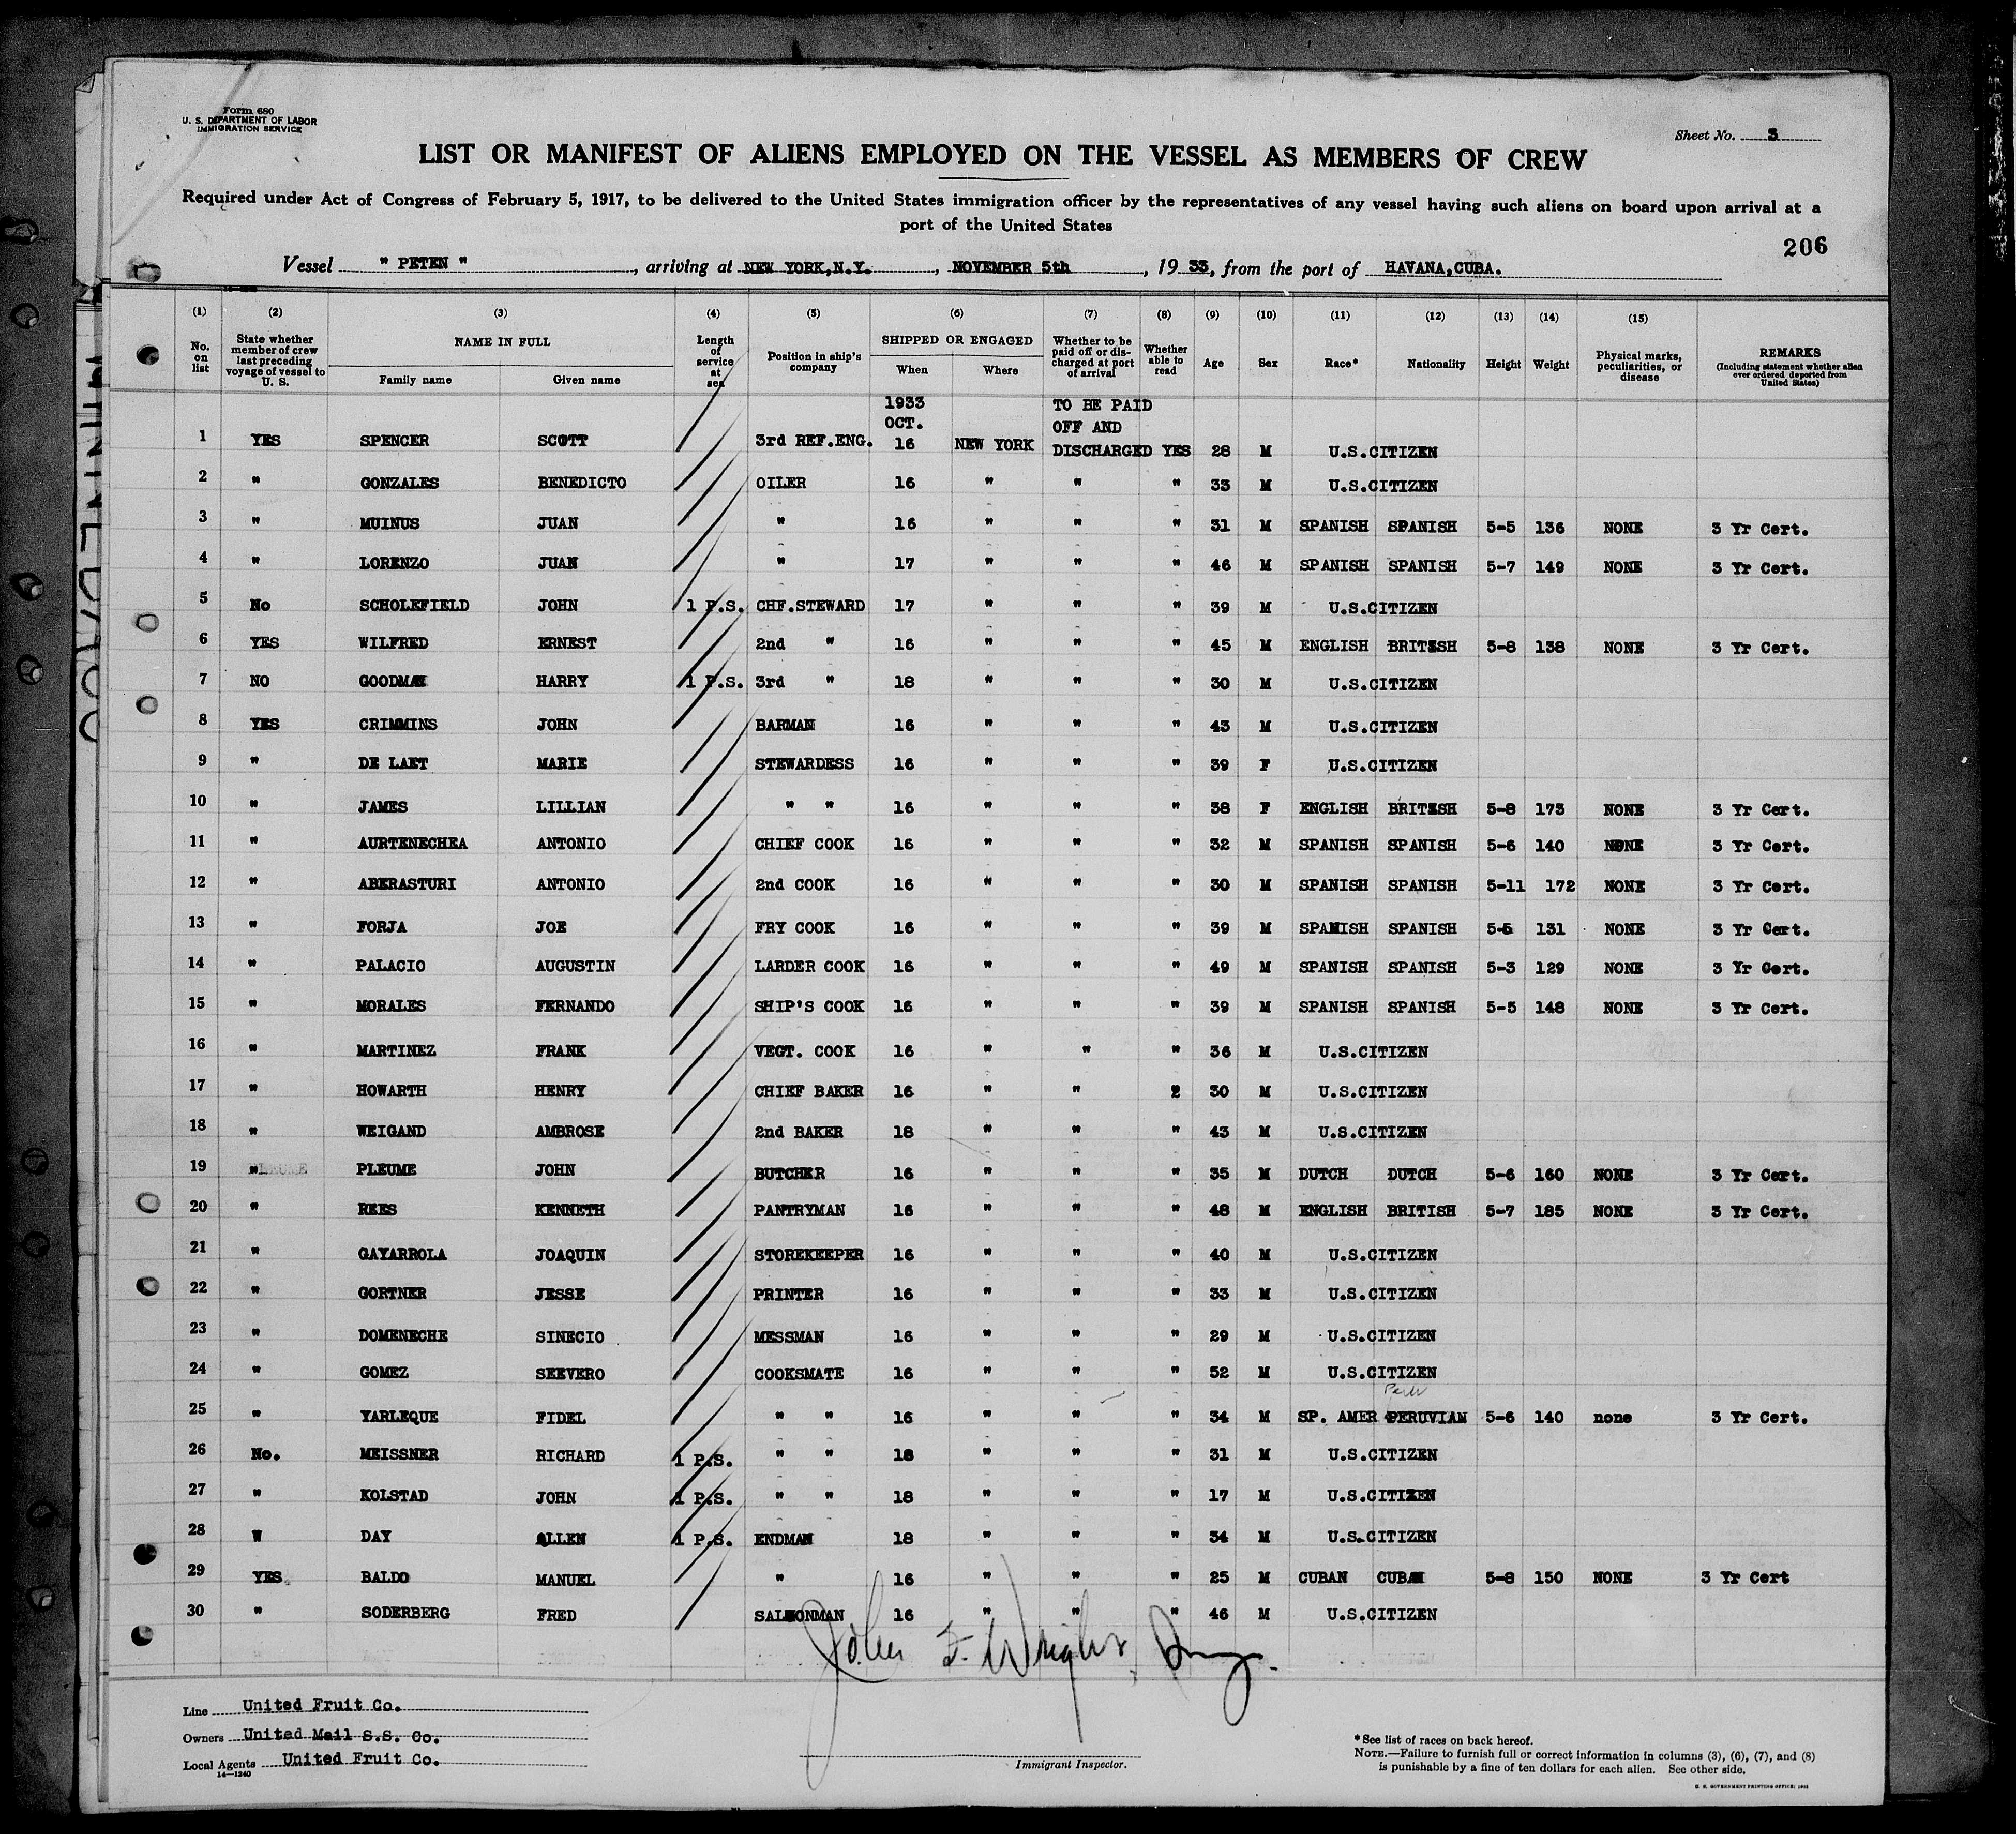 Form 680
U. S. DEPARTMENT OF LABOR
IMMIGRATION SERVICE
Sheet No. 3
LIST OR MANIFEST OF ALIENS EMPLOYED ON THE VESSEL AS MEMBERS OF CREW
Required under Act of Congress of February 5, 1917, to be delivered to the United States immigration officer by the representatives of any vessel having such aliens on board upon arrival at a
port of the United States
206
Vessel " PETEN ", arriving at NEW YORK,N.Y., NOVEMBER 5th, 1933, from the port of HAVANA,CUBA.
(1) (2) (3) (4) (5) (6) (7) (8) (9) (10) (11) (12) (13) (14) (15)
No. on list
State whether member of crew last preceding voyage of vessel to U. S.
NAME IN FULL
Family name Given name
Length of service at sea
Position in ship's company
SHIPPED OR ENGAGED
When Where
Whether to be paid off or discharged at port of arrival
Whether able to read
Age Sex Race* Nationality Height Weight
Physical marks, peculiarities, or disease
REMARKS
(Including statement whether alien ever ordered deported from United States)
1933 TO BE PAID
OCT. OFF AND
1 YES SPENCER SCOTT 3rd REF.ENG. 16 NEW YORK DISCHARGED YES 28 M U.S.CITIZEN
2 " GONZALES BENEDICTO OILER 16 " " " 33 M U.S.CITIZEN
3 " MUINUS JUAN " 16 " " " 31 M SPANISH SPANISH 5-5 136 NONE 3 Yr Cert.
4 " LORENZO JUAN " 17 " " " 46 M SPANISH SPANISH 5-7 149 NONE 3 Yr Cert.
5 No SCHOLEFIELD JOHN 1 P.S. CHF.STEWARD 17 " " " 39 M U.S.CITIZEN
6 YES WILFRED ERNEST 2nd " 16 " " " 45 M ENGLISH BRITISH 5-8 138 NONE 3 Yr Cert.
7 NO GOODMAN HARRY 1 P.S. 3rd " 18 " " " 30 M U.S.CITIZEN
8 YES CRIMMINS JOHN BARMAN 16 " " " 43 M U.S.CITIZEN
9 " DE LAET MARIE STEWARDESS 16 " " " 39 F U.S.CITIZEN
10 " JAMES LILLIAN " " 16 " " " 38 F ENGLISH BRITISH 5-8 173 NONE 3 Yr Cert.
11 " AURTENECHEA ANTONIO CHIEF COOK 16 " " " 32 M SPANISH SPANISH 5-6 140 NONE 3 Yr Cert.
12 " ABERASTURI ANTONIO 2nd COOK 16 " " " 30 M SPANISH SPANISH 5-11 172 NONE 3 Yr Cert.
13 " FORJA JOE FRY COOK 16 " " " 39 M SPANISH SPANISH 5-5 131 NONE 3 Yr Cert.
14 " PALACIO AUGUSTIN LARDER COOK 16 " " " 49 M SPANISH SPANISH 5-3 129 NONE 3 Yr Cert.
15 " MORALES FERNANDO SHIP'S COOK 16 " " " 39 M SPANISH SPANISH 5-5 148 NONE 3 Yr Cert.
16 " MARTINEZ FRANK VEGT. COOK 16 " " " 36 M U.S.CITIZEN
17 " HOWARTH HENRY CHIEF BAKER 16 " " 2 30 M U.S.CITIZEN
18 " WEIGAND AMBROSE 2nd BAKER 18 " " " 43 M U.S.CITIZEN
19 " PLEUME JOHN BUTCHER 16 " " " 35 M DUTCH DUTCH 5-6 160 NONE 3 Yr Cert.
20 " REES KENNETH PANTRYMAN 16 " " " 48 M ENGLISH BRITISH 5-7 185 NONE 3 Yr Cert.
21 " GAYARROLA JOAQUIN STOREKEEPER 16 " " " 40 M U.S.CITIZEN
22 " GORTNER JESSE PRINTER 16 " " " 33 M U.S.CITIZEN
23 " DOMENECHE SINECIO MESSMAN 16 " " " 29 M U.S.CITIZEN
24 " GOMEZ SEEVERO COOKSMATE 16 " " " 52 M U.S.CITIZEN
Peru
25 " YARLEQUE FIDEL " " 16 " " " 34 M SP. AMER PERUVIAN 5-6 140 none 3 Yr Cert.
26 No. MEISSNER RICHARD 1 P.S. " " 18 " " " 31 M U.S.CITIZEN
27 " KOLSTAD JOHN 1 P.S. " " 18 " " " 17 M U.S.CITIZEN
28 W DAY ALLEN 1 P.S. ENDMAN 18 " " " 34 M U.S.CITIZEN
29 YES. BALDO MANUEL " 16 " " " 25 M CUBAN CUBAN 5-8 150 NONE 3 Yr Cert
30 " SODERBERG FRED SALOONMAN 16 " " " 46 M U.S.CITIZEN
John F. Wright,
Line United Fruit Co.
Owners United Mail S.S. Co.
Local Agents United Fruit Co.
14—1240
Immigrant Inspector.
*See list of races on back hereof.
NOTE.—Failure to furnish full or correct information in columns (3), (6), (7), and (8)
is punishable by a fine of ten dollars for each alien. See other side.